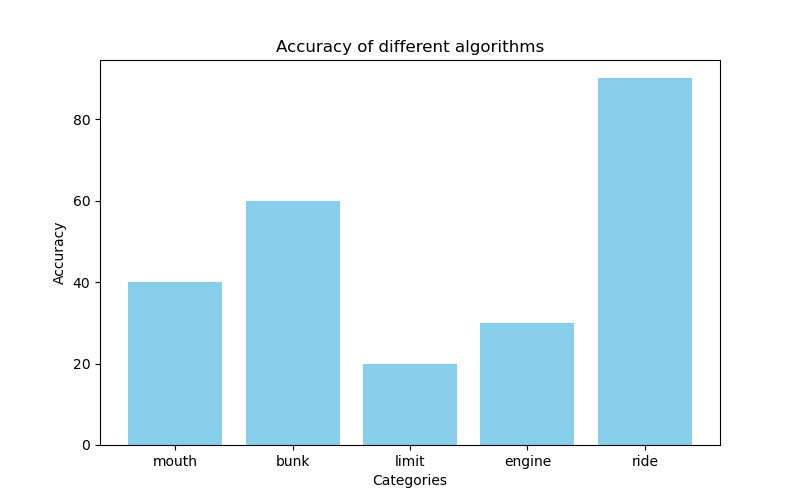 Accuracy of different algorithms
Accuracy
80
60
40
20
0
mouth bunk limit engine ride
Categories